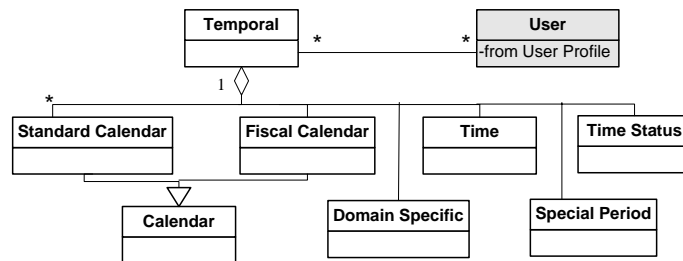 Temporal
User
-from User Profile
* *
1
*
Standard Calendar
Fiscal Calendar
Time
Time Status
Calendar
Domain Specific
Special Period